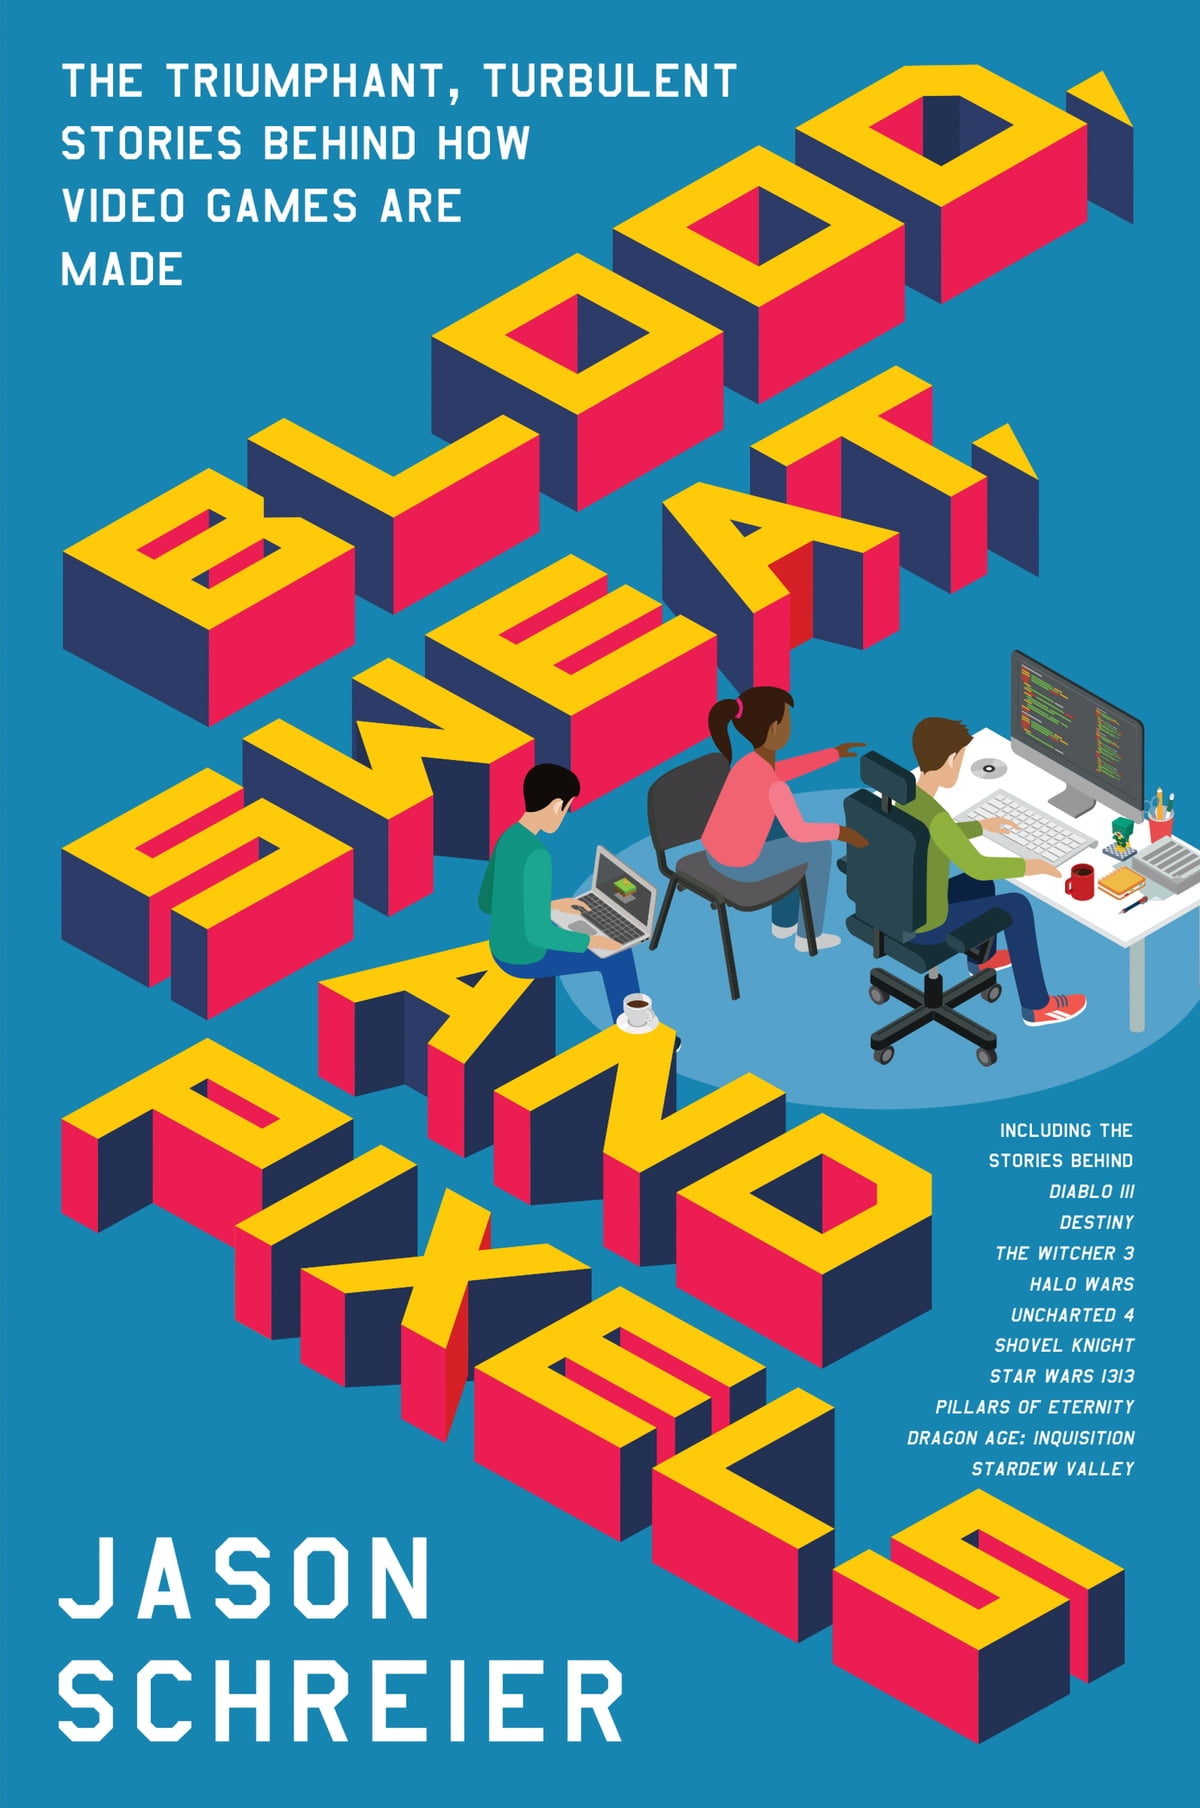 THE TRIUMPHANT, TURBULENT
STORIES BEHIND HOW
VIDEO GAMES ARE
MADE
BLOOD,
SWEAT,
AND
PIXELS
INCLUDING THE
STORIES BEHIND
DIABLO III
DESTINY
THE WITCHER 3
HALO WARS
UNCHARTED 4
SHOVEL KNIGHT
STAR WARS 1313
PILLARS OF ETERNITY
DRAGON AGE: INQUISITION
STARDEW VALLEY
JASON
SCHREIER